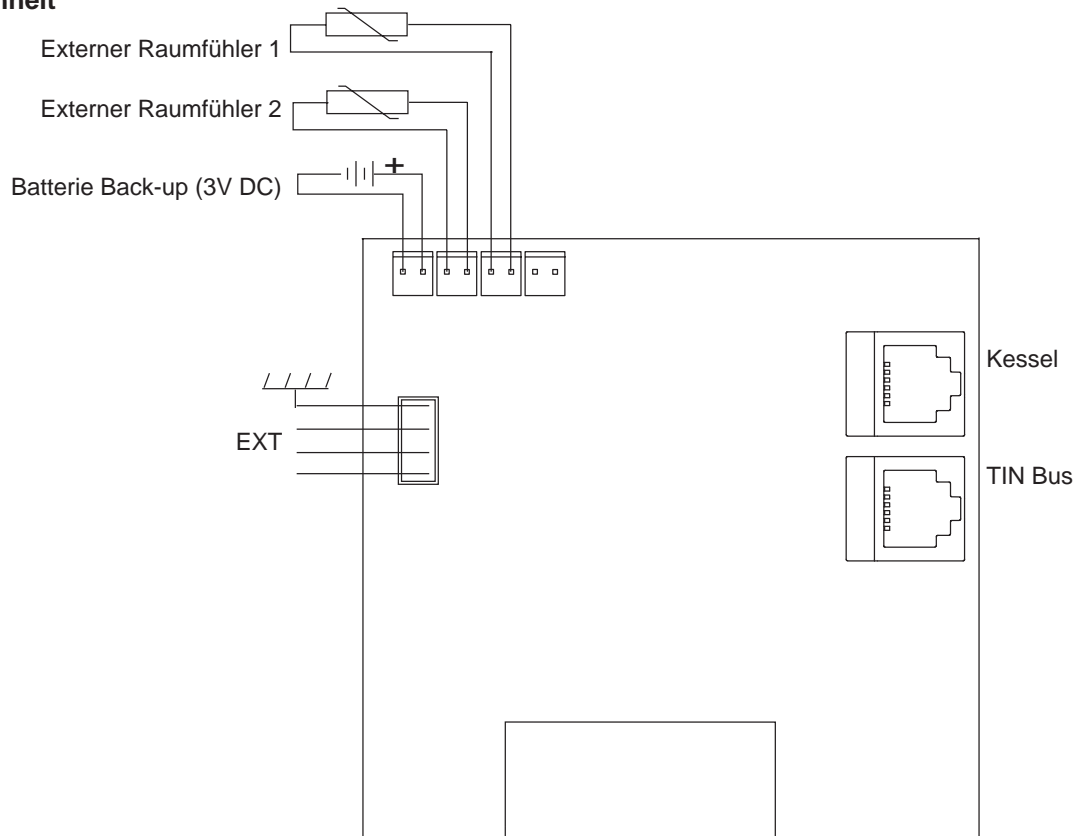 Externer Raumfühler 1
Externer Raumfühler 2
+
Batterie Back-up (3V DC)
Kessel
EXT
TIN Bus